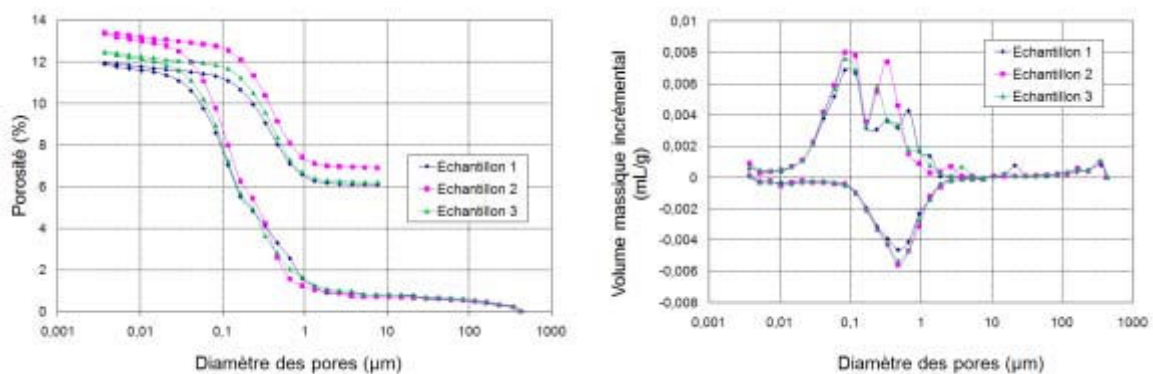 14
12
10
8
6
4
2
0
Porosité (%)
Echantillon 1
Echantillon 2
Echantillon 3
0,001
0,01
0,1
1
10
100
1000
Diamètre des pores (µm)
0,01
0,008
0,006
0,004
0,002
0
-0,002
-0,004
-0,006
-0,008
Volume massique incrémental
(mL/g)
Echantillon 1
Echantillon 2
Echantillon 3
0,001
0,01
0,1
1
10
100
1000
Diamètre des pores (µm)